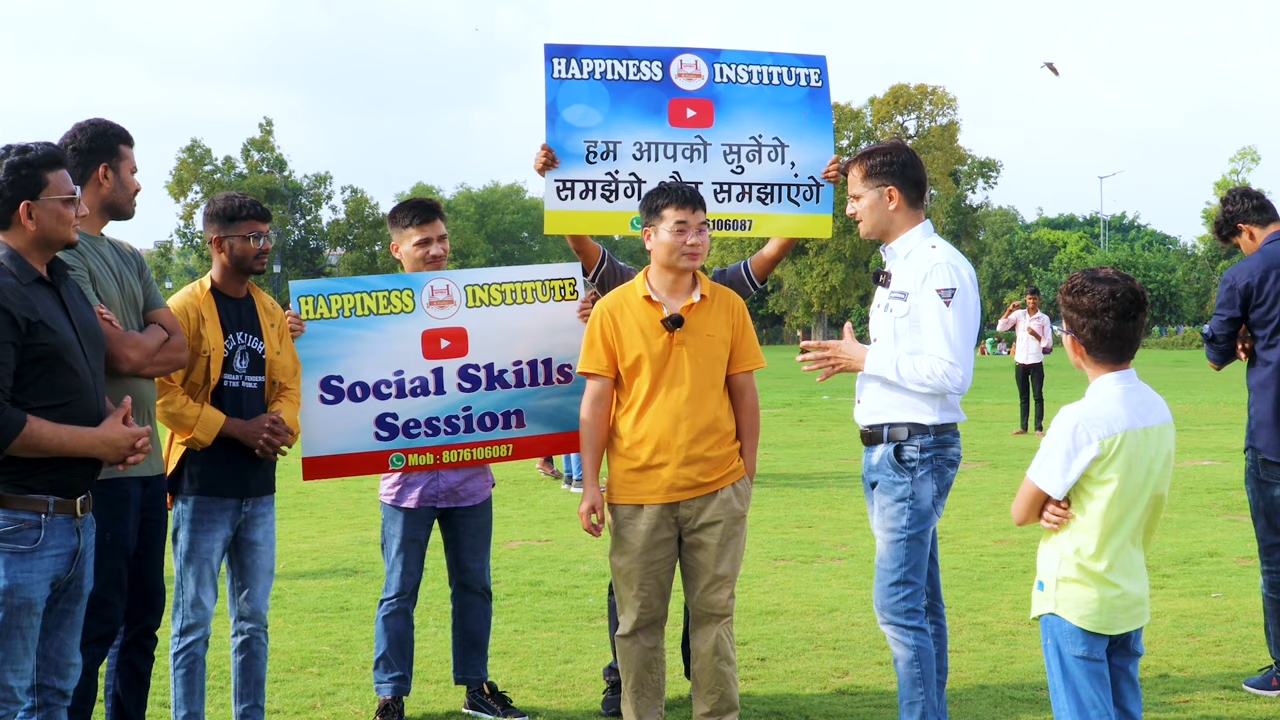 HAPPINESS INSTITUTE
हम आपको सुनेंगे,
समझेंगे और समझाएंगे
106087
HAPPINESS INSTITUTE
Social Skills
Session
Mob : 8076106087